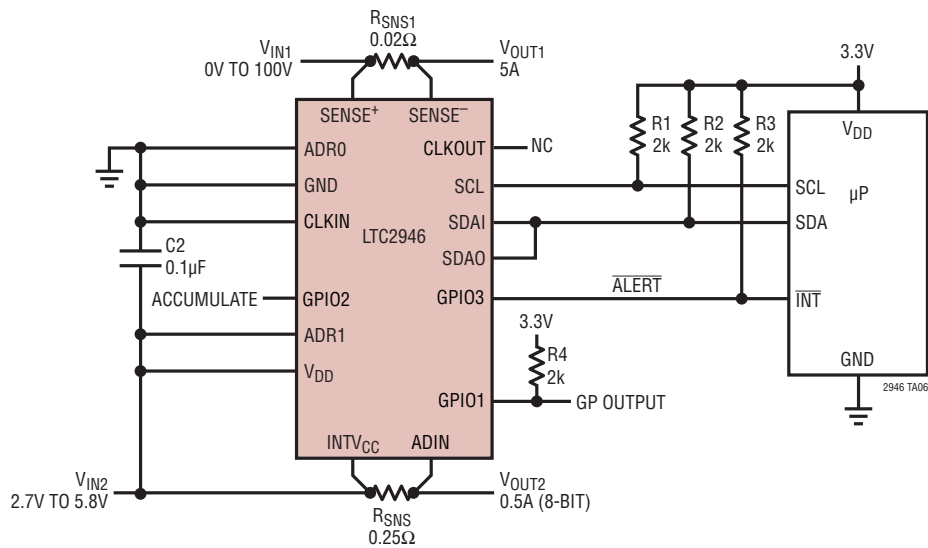 RSNS1
0.02Ω
VIN1
0V TO 100V
VOUT1
5A
3.3V
SENSE+
SENSE–
R1
2k
R2
2k
R3
2k
VDD
ADR0
CLKOUT
NC
GND
SCL
SCL
µP
CLKIN
LTC2946
SDAI
SDA
C2
0.1µF
SDAO
ACCUMULATE
GPIO2
GPIO3
ALERT
INT
ADR1
3.3V
R4
2k
VDD
GND
2946 TA06
GPIO1
GP OUTPUT
INTVCC
ADIN
VIN2
2.7V TO 5.8V
VOUT2
0.5A (8-BIT)
RSNS
0.25Ω